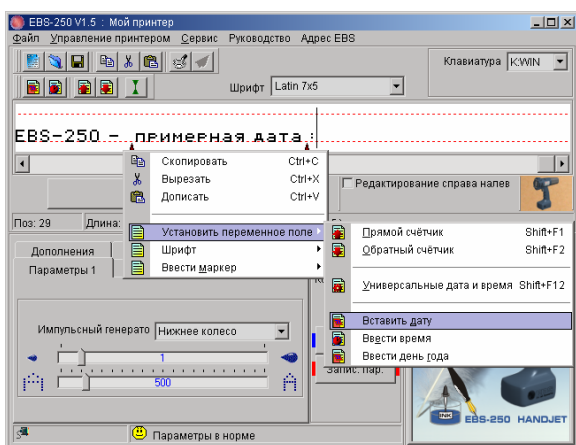 EBS-250 V1.5 : Мой принтер
Файл Управление принтером Сервис Руководство Адрес EBS
Клавиатура K:WIN
Шрифт Latin 7x5
EBS-250 - примерная дата :
Скопировать Ctrl+C
Вырезать Ctrl+X
Дописать Ctrl+V
Редактирование справа налев
Поз: 29 Длина:
Установить переменное поле
Прямой счётчик Shift+F1
Дополнения
Шрифт
Обратный счётчик Shift+F2
Параметры 1
Ввести маркер
Универсальные дата и время Shift+F12
Импульсный генерато Нижнее колесо
Вставить дату
Ввести время
1
Ввести день года
500
Запис. пар.
INK EBS-250 HANDJET
Параметры в норме